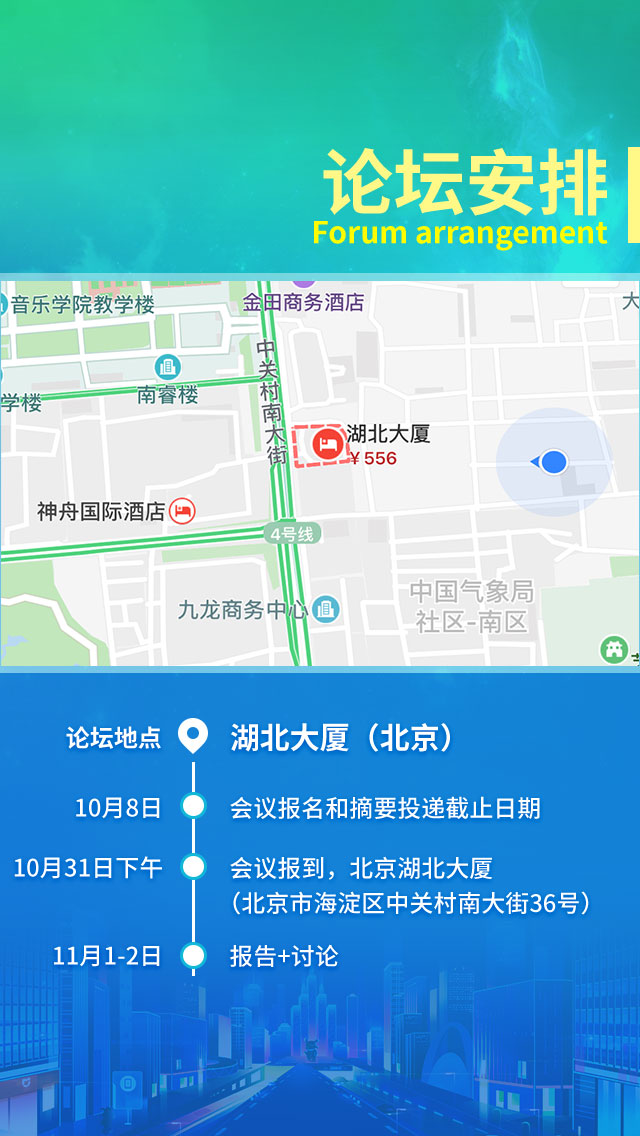 论坛安排
Forum arrangement
音乐学院教学楼
金田商务酒店
大
中关村南大街
南睿楼
学楼
湖北大厦
¥556
神舟国际酒店
4号线
中国气象局
社区-南区
九龙商务中心
论坛地点
湖北大厦（北京）
10月8日
会议报名和摘要投递截止日期
10月31日下午
会议报到，北京湖北大厦
（北京市海淀区中关村南大街36号）
11月1-2日
报告+讨论